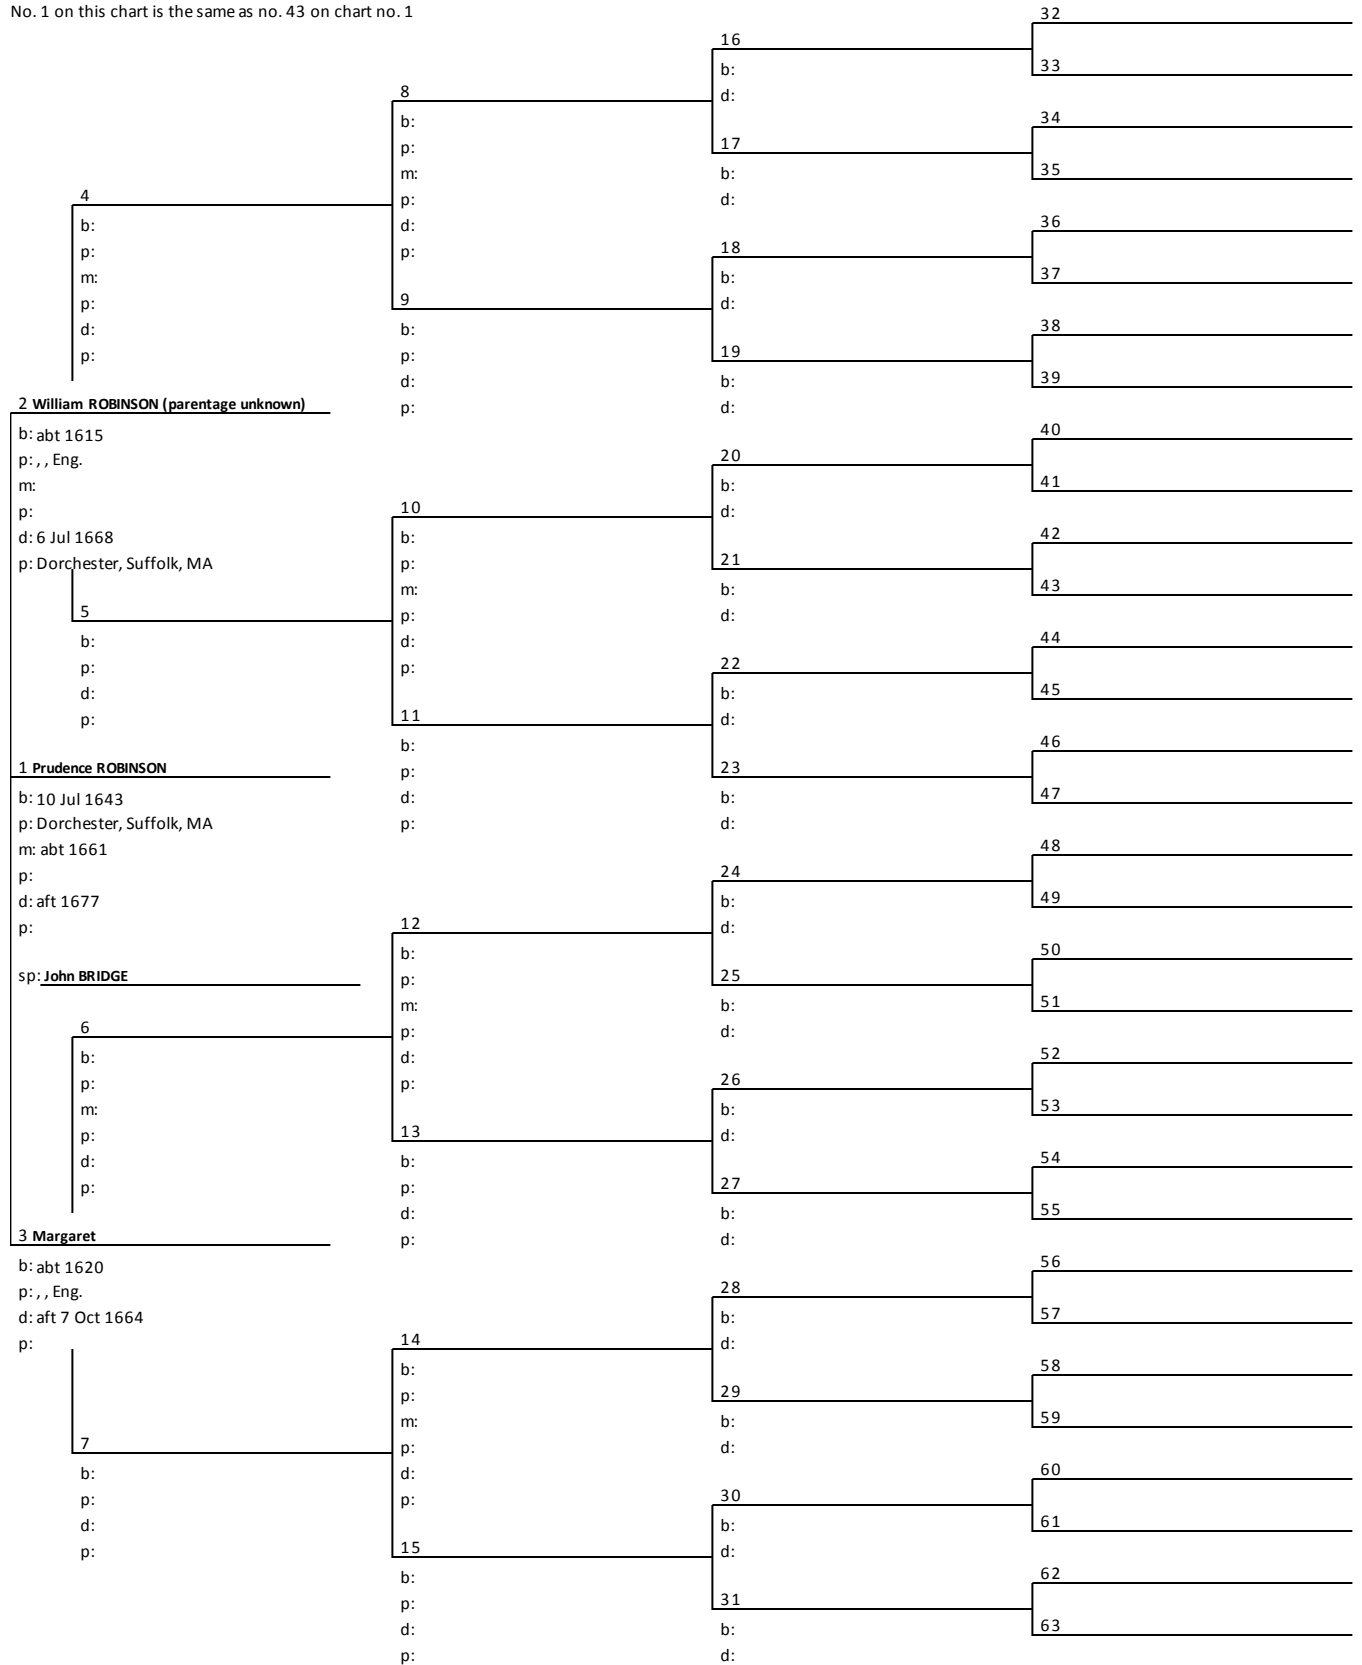 No. 1 on this chart is the same as no. 43 on chart no. 1
4
b:
p:
m:
p:
d:
p:
2 William ROBINSON (parentage unknown)
b: abt 1615
p: , , Eng.
m:
p:
d: 6 Jul 1668
p: Dorchester, Suffolk, MA
5
b:
p:
d:
p:
1 Prudence ROBINSON
b: 10 Jul 1643
p: Dorchester, Suffolk, MA
m: abt 1661
p:
d: aft 1677
p:
sp: John BRIDGE
6
b:
p:
m:
p:
d:
p:
3 Margaret
b: abt 1620
p: , , Eng.
d: aft 7 Oct 1664
p:
7
b:
p:
d:
p:
8
b:
p:
m:
p:
d:
p:
9
b:
p:
d:
p:
10
b:
p:
m:
p:
d:
p:
11
b:
p:
d:
p:
12
b:
p:
m:
p:
d:
p:
13
b:
p:
d:
p:
14
b:
p:
m:
p:
d:
p:
15
b:
p:
d:
p:
16
b:
d:
17
b:
d:
18
b:
d:
19
b:
d:
20
b:
d:
21
b:
d:
22
b:
d:
23
b:
d:
24
b:
d:
25
b:
d:
26
b:
d:
27
b:
d:
28
b:
d:
29
b:
d:
30
b:
d:
31
b:
d:
32
33
34
35
36
37
38
39
40
41
42
43
44
45
46
47
48
49
50
51
52
53
54
55
56
57
58
59
60
61
62
63